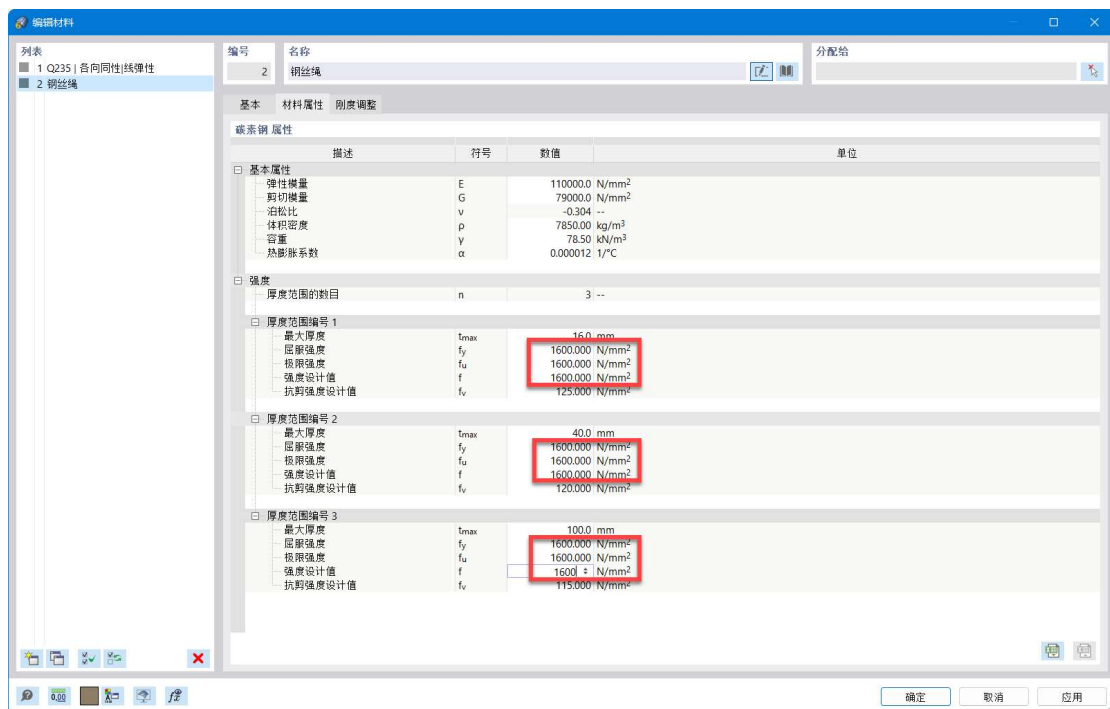 编辑材料
列表
1 Q235 | 各向同性|线弹性
2 钢丝绳
编号
2
名称
钢丝绳
分配给
基本 材料属性 刚度调整
碳素钢 属性
描述 符号 数值 单位
基本属性
弹性模量 E 110000.0 N/mm²
剪切模量 G 79000.0 N/mm²
泊松比 ν -0.304 --
体积密度 ρ 7850.00 kg/m³
容重 γ 78.50 kN/m³
热膨胀系数 α 0.000012 1/°C
强度
厚度范围的数目 n 3 --
厚度范围编号 1
最大厚度 tmax 16.0 mm
屈服强度 fy 1600.000 N/mm²
极限强度 fu 1600.000 N/mm²
强度设计值 f 1600.000 N/mm²
抗剪强度设计值 fv 125.000 N/mm²
厚度范围编号 2
最大厚度 tmax 40.0 mm
屈服强度 fy 1600.000 N/mm²
极限强度 fu 1600.000 N/mm²
强度设计值 f 1600.000 N/mm²
抗剪强度设计值 fv 120.000 N/mm²
厚度范围编号 3
最大厚度 tmax 100.0 mm
屈服强度 fy 1600.000 N/mm²
极限强度 fu 1600.000 N/mm²
强度设计值 f 1600 N/mm²
抗剪强度设计值 fv 115.000 N/mm²
0,00
确定 取消 应用